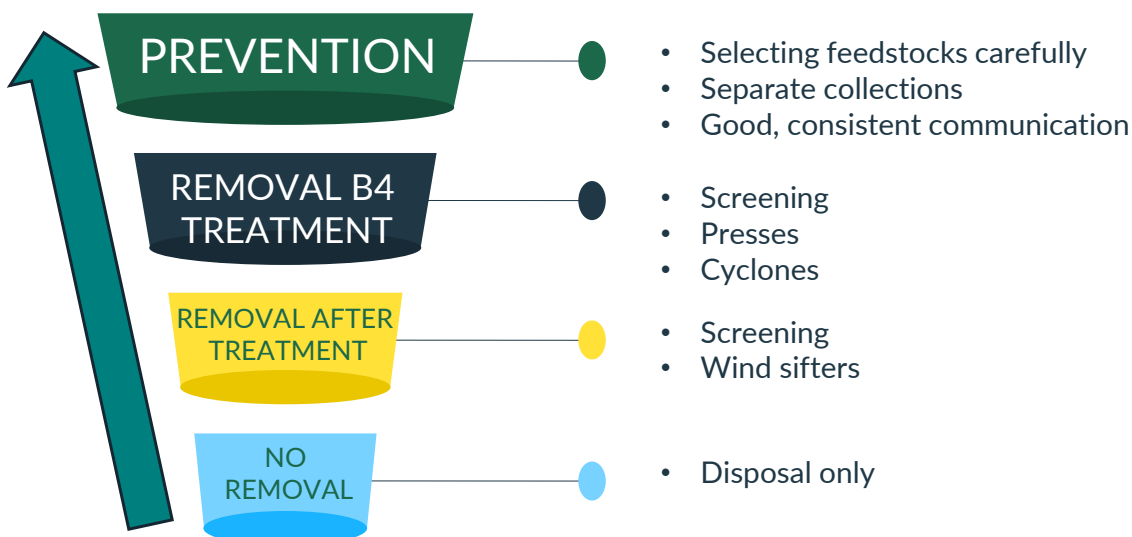 PREVENTION
• Selecting feedstocks carefully
• Separate collections
• Good, consistent communication
REMOVAL B4
TREATMENT
• Screening
• Presses
• Cyclones
REMOVAL AFTER
TREATMENT
• Screening
• Wind sifters
NO
REMOVAL
• Disposal only